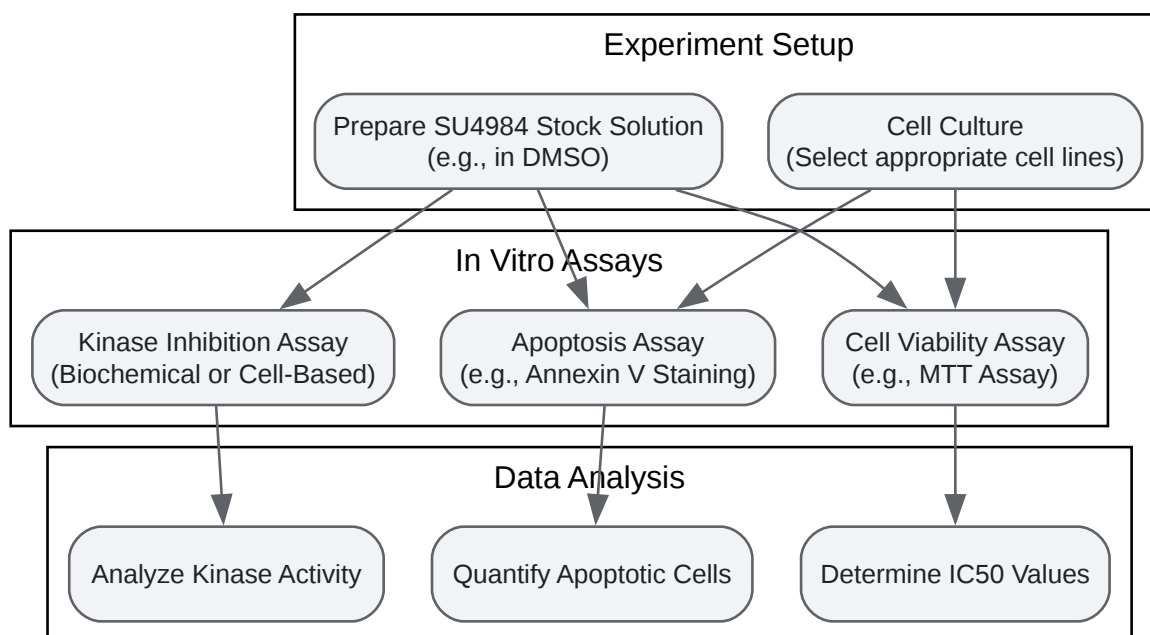 Experiment Setup
Prepare SU4984 Stock Solution
(e.g., in DMSO)
Cell Culture
(Select appropriate cell lines)
In Vitro Assays
Kinase Inhibition Assay
(Biochemical or Cell-Based)
Apoptosis Assay
(e.g., Annexin V Staining)
Cell Viability Assay
(e.g., MTT Assay)
Data Analysis
Analyze Kinase Activity
Quantify Apoptotic Cells
Determine IC50 Values